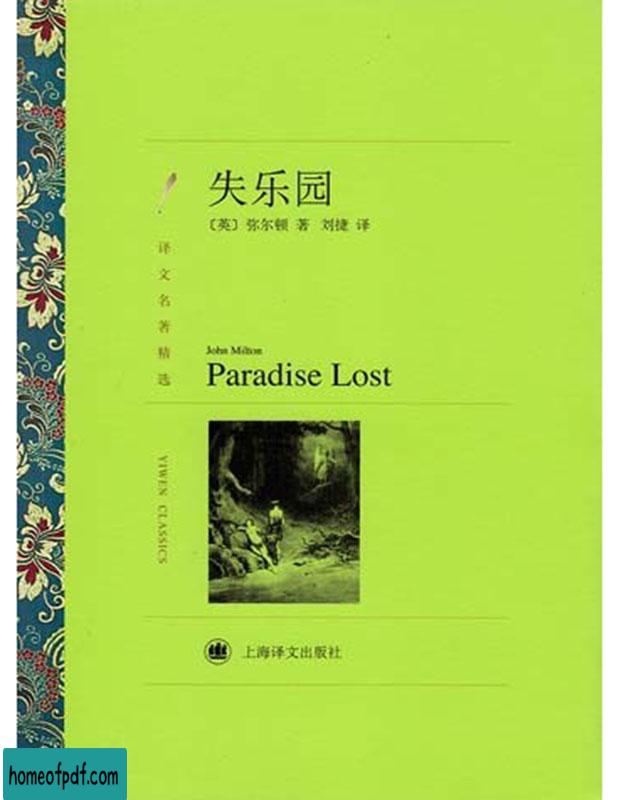 失乐园
〔英〕弥尔顿 著 刘捷 译
译文名著精选
John Milton
Paradise Lost
YIWEN CLASSICS
上海译文出版社
homeofpdf.com